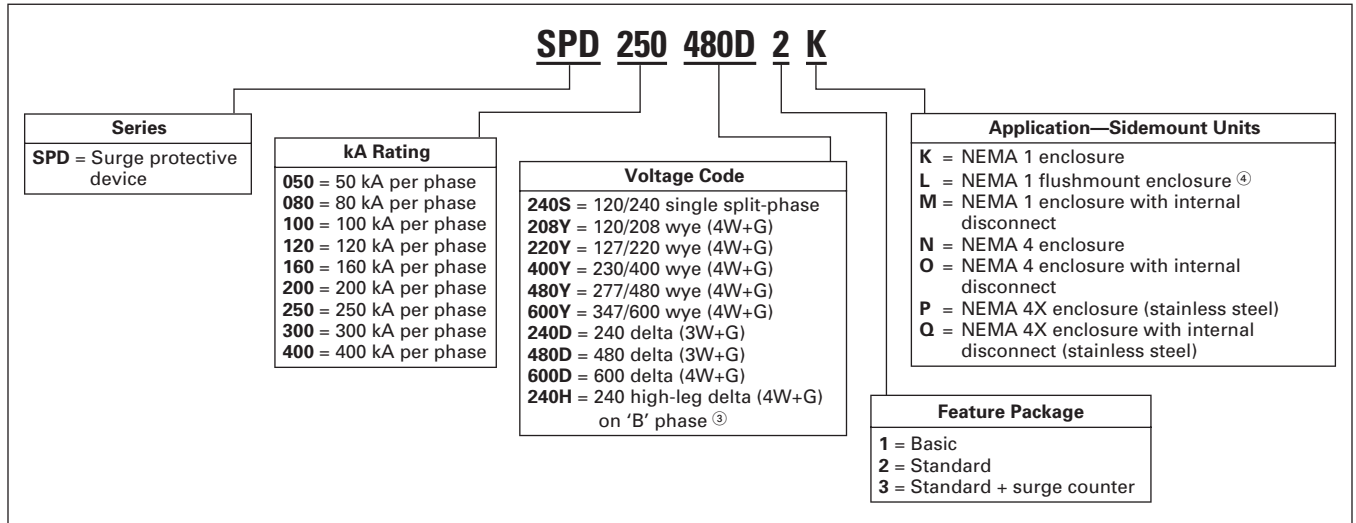 SPD 250 480D 2 K
Series
SPD = Surge protective
device
kA Rating
050 = 50 kA per phase
080 = 80 kA per phase
100 = 100 kA per phase
120 = 120 kA per phase
160 = 160 kA per phase
200 = 200 kA per phase
250 = 250 kA per phase
300 = 300 kA per phase
400 = 400 kA per phase
Voltage Code
240S = 120/240 single split-phase
208Y = 120/208 wye (4W+G)
220Y = 127/220 wye (4W+G)
400Y = 230/400 wye (4W+G)
480Y = 277/480 wye (4W+G)
600Y = 347/600 wye (4W+G)
240D = 240 delta (3W+G)
480D = 480 delta (3W+G)
600D = 600 delta (4W+G)
240H = 240 high-leg delta (4W+G)
on ‘B’ phase ③
Application—Sidemount Units
K = NEMA 1 enclosure
L = NEMA 1 flushmount enclosure ④
M = NEMA 1 enclosure with internal
disconnect
N = NEMA 4 enclosure
O = NEMA 4 enclosure with internal
disconnect
P = NEMA 4X enclosure (stainless steel)
Q = NEMA 4X enclosure with internal
disconnect (stainless steel)
Feature Package
1 = Basic
2 = Standard
3 = Standard + surge counter